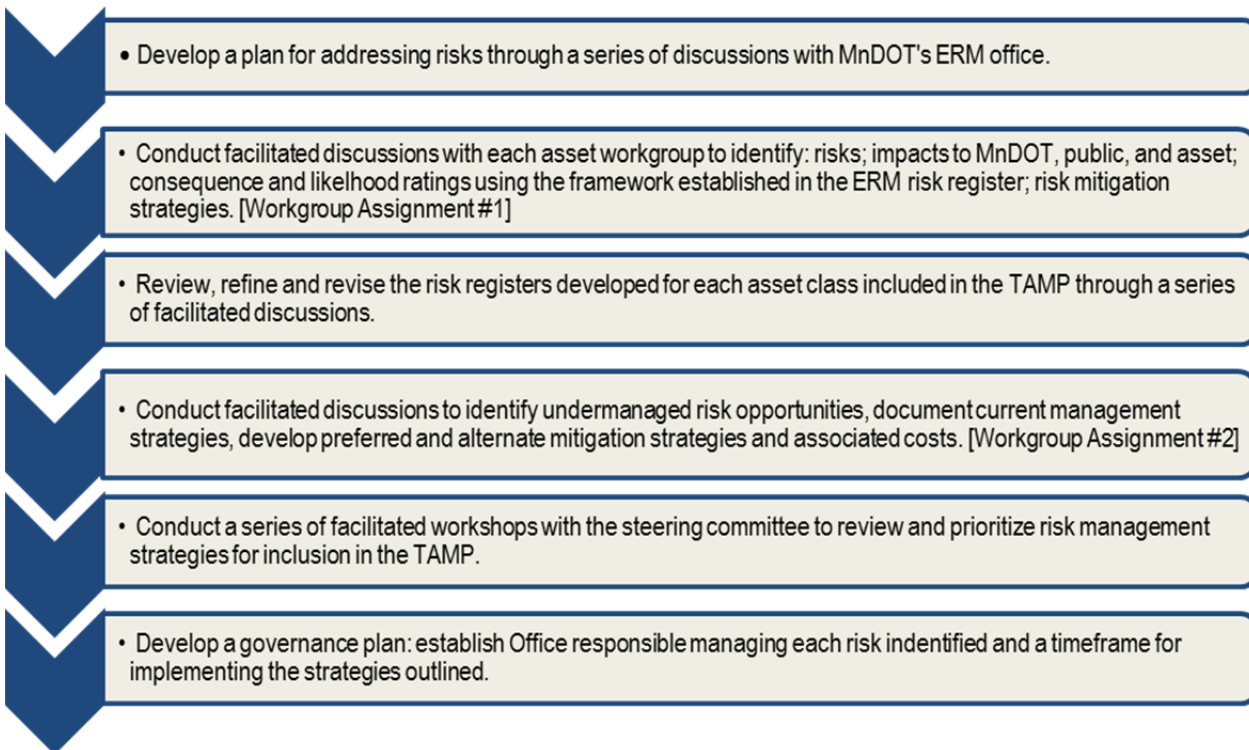 • Develop a plan for addressing risks through a series of discussions with MnDOT's ERM office.
• Conduct facilitated discussions with each asset workgroup to identify: risks; impacts to MnDOT, public, and asset;
consequence and likelhood ratings using the framework established in the ERM risk register; risk mitigation
strategies. [Workgroup Assignment #1]
• Review, refine and revise the risk registers developed for each asset class included in the TAMP through a series
of facilitated discussions.
• Conduct facilitated discussions to identify undermanaged risk opportunities, document current management
strategies, develop preferred and alternate mitigation strategies and associated costs. [Workgroup Assignment #2]
• Conduct a series of facilitated workshops with the steering committee to review and prioritize risk management
strategies for inclusion in the TAMP.
• Develop a governance plan: establish Office responsible managing each risk indentified and a timeframe for
implementing the strategies outlined.